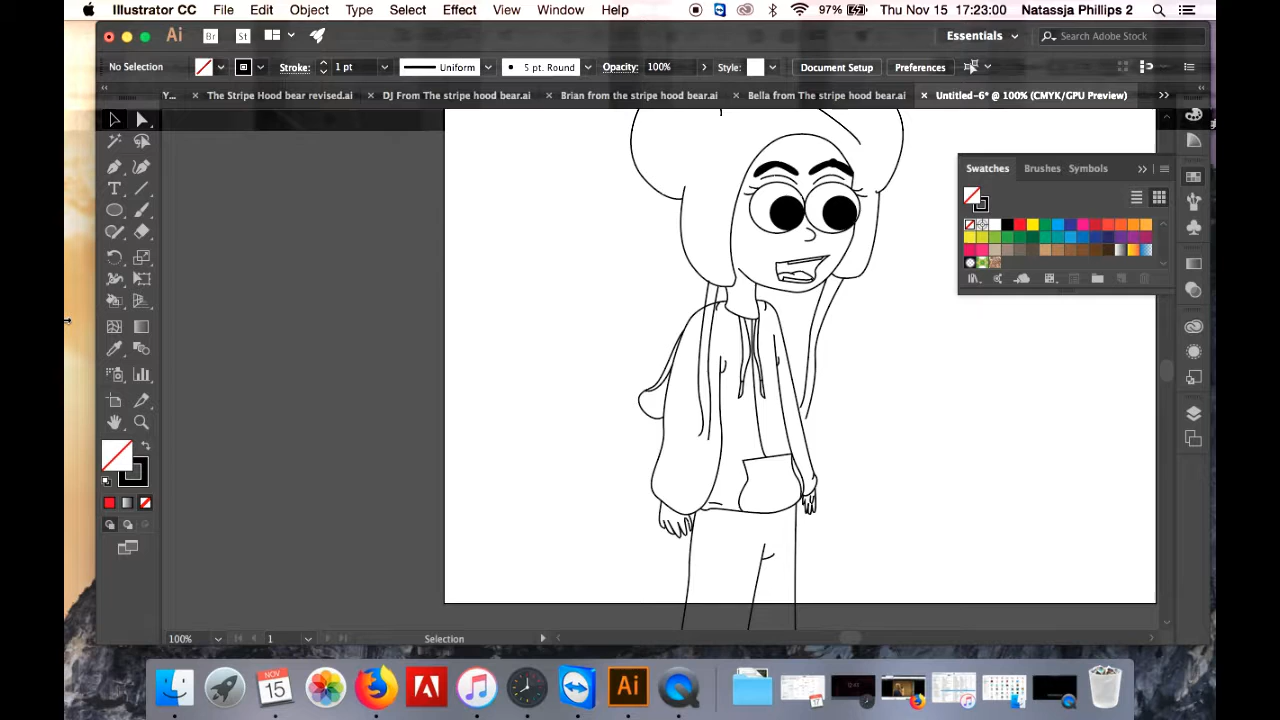 Illustrator CC File Edit Object Type Select Effect View Window Help 97% Thu Nov 15 17:23:00 Natassja Phillips 2
Ai Br St Essentials Search Adobe Stock
No Selection Stroke: 1 pt Uniform 5 pt. Round Opacity: 100% Style: Document Setup Preferences
Y... × The Stripe Hood bear revised.ai × DJ From The stripe hood bear.ai × Brian from the stripe hood bear.ai × Bella from The stripe hood bear.ai × Untitled-6* @ 100% (CMYK/GPU Preview)
Swatches Brushes Symbols
100% 1 Selection
NOV
15
Ai
17